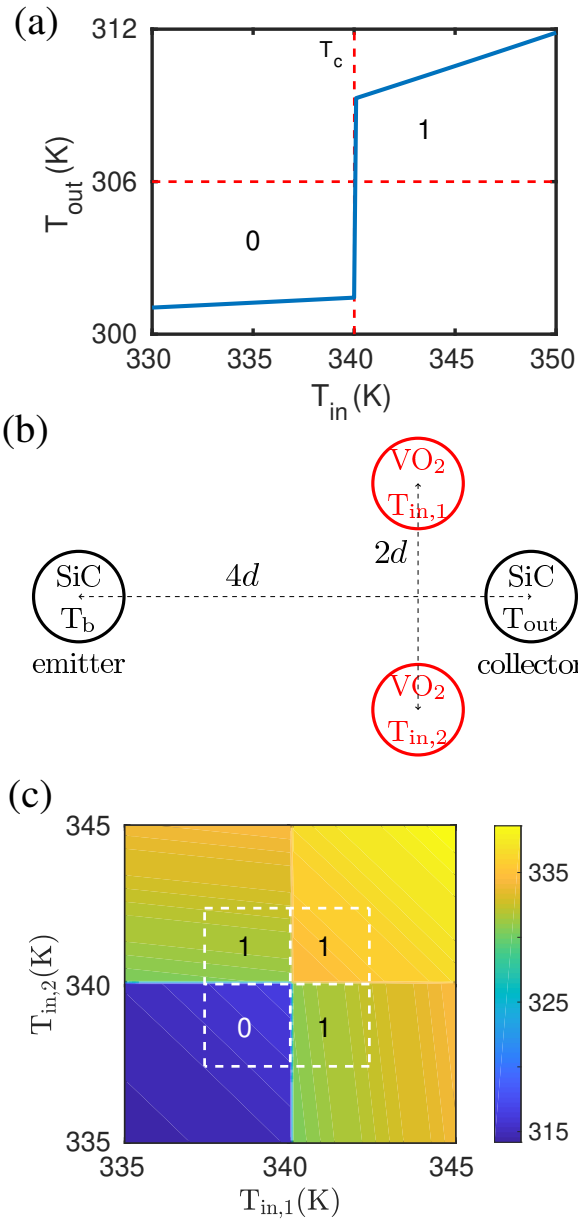 (a)
312
306
300
T_out (K)
T_c
1
0
330 335 340 345 350
T_in (K)
(b)
VO₂
T_in,1
2d
4d
SiC
T_b
emitter
SiC
T_out
collector
VO₂
T_in,2
(c)
345
340
335
T_in,2(K)
1 1
0 1
335 340 345
T_in,1(K)
335
325
315